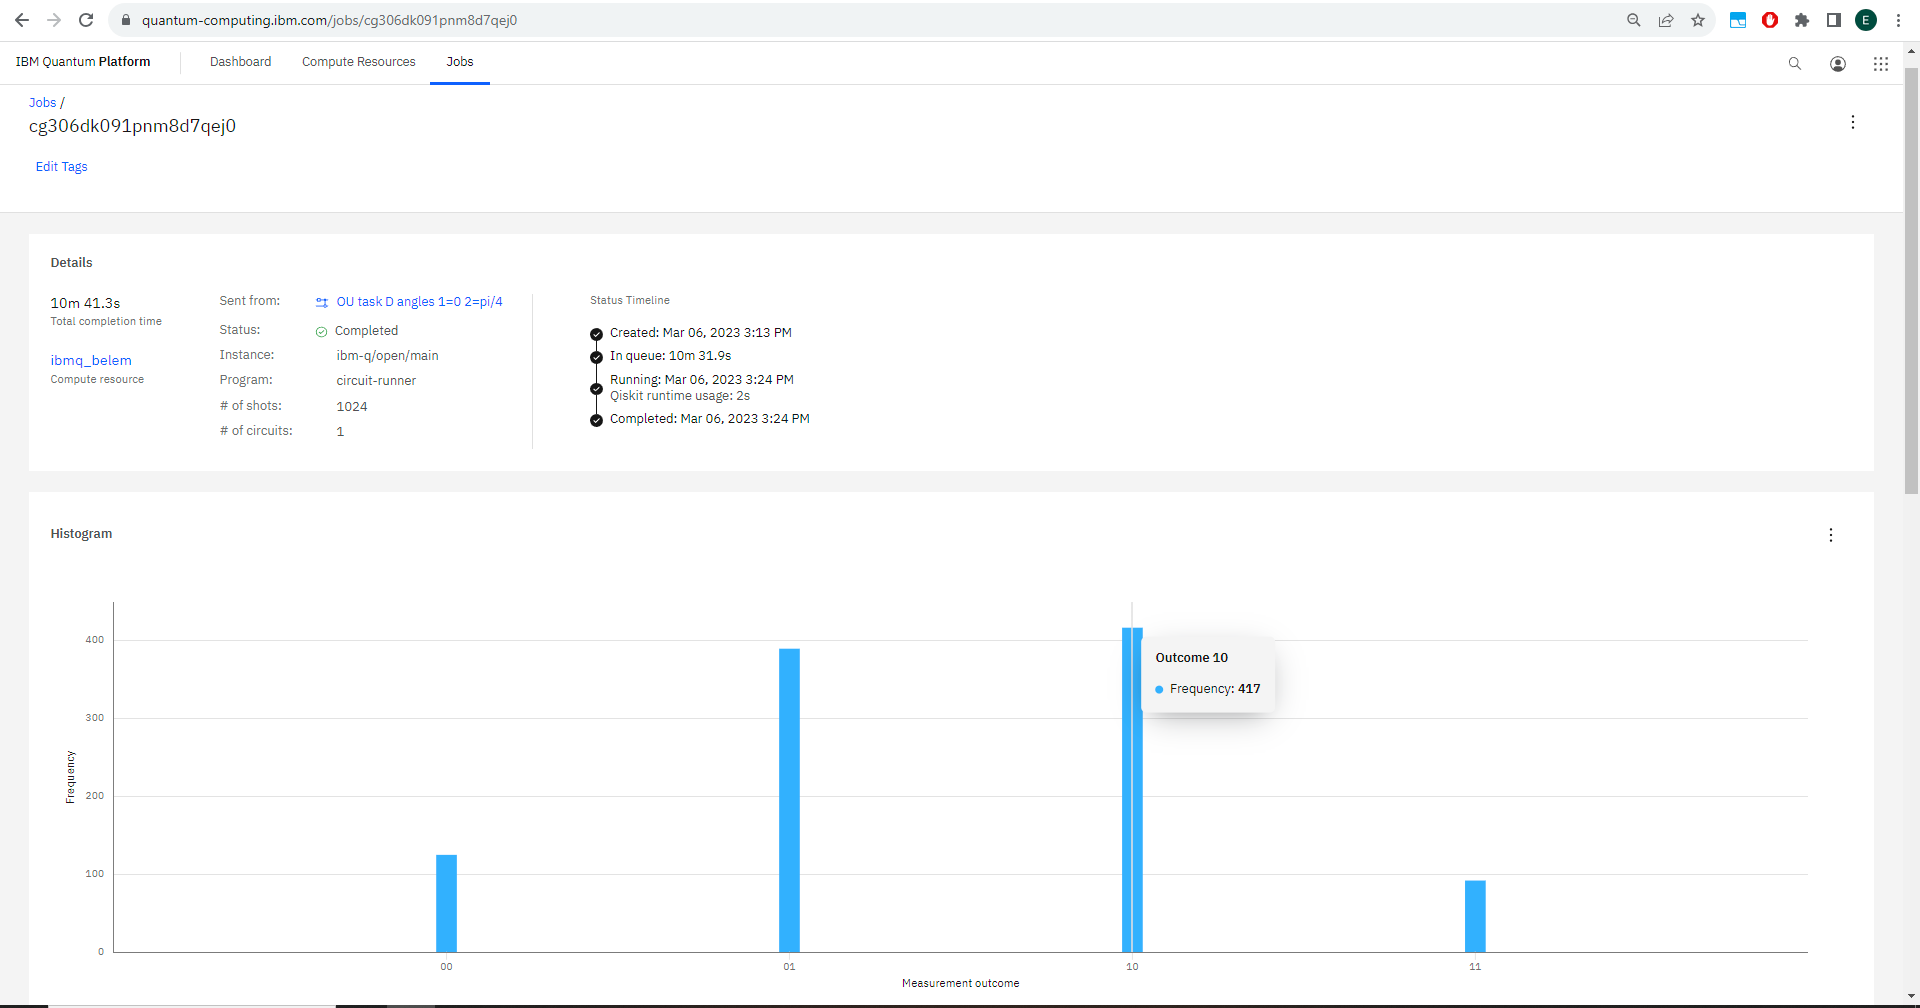 quantum-computing.ibm.com/jobs/cg306dk091pnm8d7qej0
E
IBM Quantum Platform
Dashboard
Compute Resources
Jobs
Jobs /
cg306dk091pnm8d7qej0
Edit Tags
Details
10m 41.3s
Total completion time
ibmq_belem
Compute resource
Sent from: OU task D angles 1=0 2=pi/4
Status: Completed
Instance: ibm-q/open/main
Program: circuit-runner
# of shots: 1024
# of circuits: 1
Status Timeline
Created: Mar 06, 2023 3:13 PM
In queue: 10m 31.9s
Running: Mar 06, 2023 3:24 PM
Qiskit runtime usage: 2s
Completed: Mar 06, 2023 3:24 PM
Histogram
Frequency
400
300
200
100
0
Outcome 10
Frequency: 417
00 01 10 11
Measurement outcome